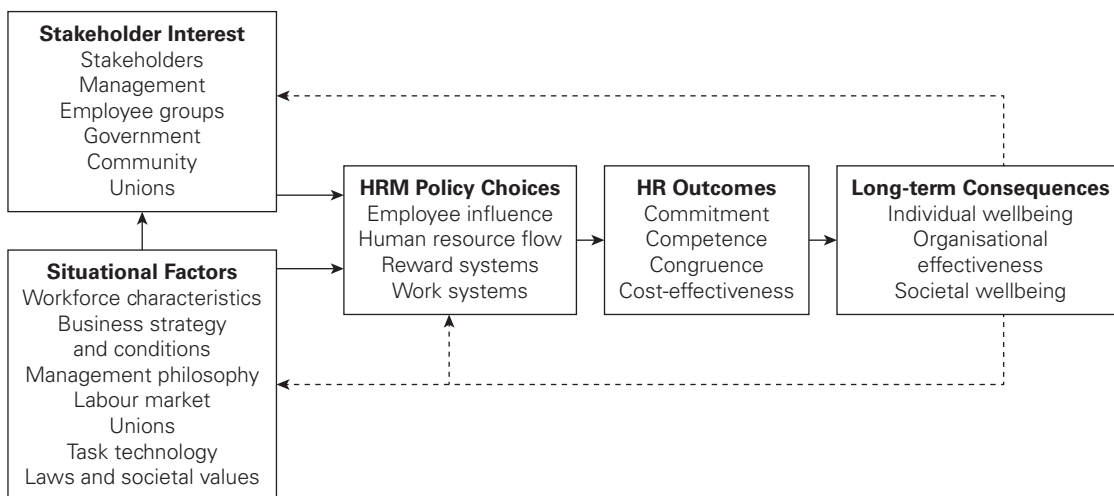 Stakeholder Interest
Stakeholders
Management
Employee groups
Government
Community
Unions
Situational Factors
Workforce characteristics
Business strategy
and conditions
Management philosophy
Labour market
Unions
Task technology
Laws and societal values
HRM Policy Choices
Employee influence
Human resource flow
Reward systems
Work systems
HR Outcomes
Commitment
Competence
Congruence
Cost-effectiveness
Long-term Consequences
Individual wellbeing
Organisational
effectiveness
Societal wellbeing